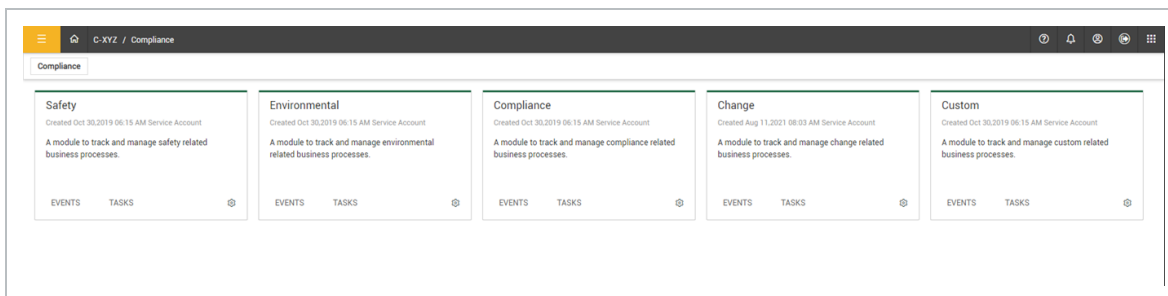 C-XYZ / Compliance
Compliance
Safety
Created Oct 30,2019 06:15 AM Service Account
A module to track and manage safety related
business processes.
EVENTS TASKS
Environmental
Created Oct 30,2019 06:15 AM Service Account
A module to track and manage environmental
related business processes.
EVENTS TASKS
Compliance
Created Oct 30,2019 06:15 AM Service Account
A module to track and manage compliance related
business processes.
EVENTS TASKS
Change
Created Aug 11,2021 08:03 AM Service Account
A module to track and manage change related
business processes.
EVENTS TASKS
Custom
Created Oct 30,2019 06:15 AM Service Account
A module to track and manage custom related
business processes.
EVENTS TASKS